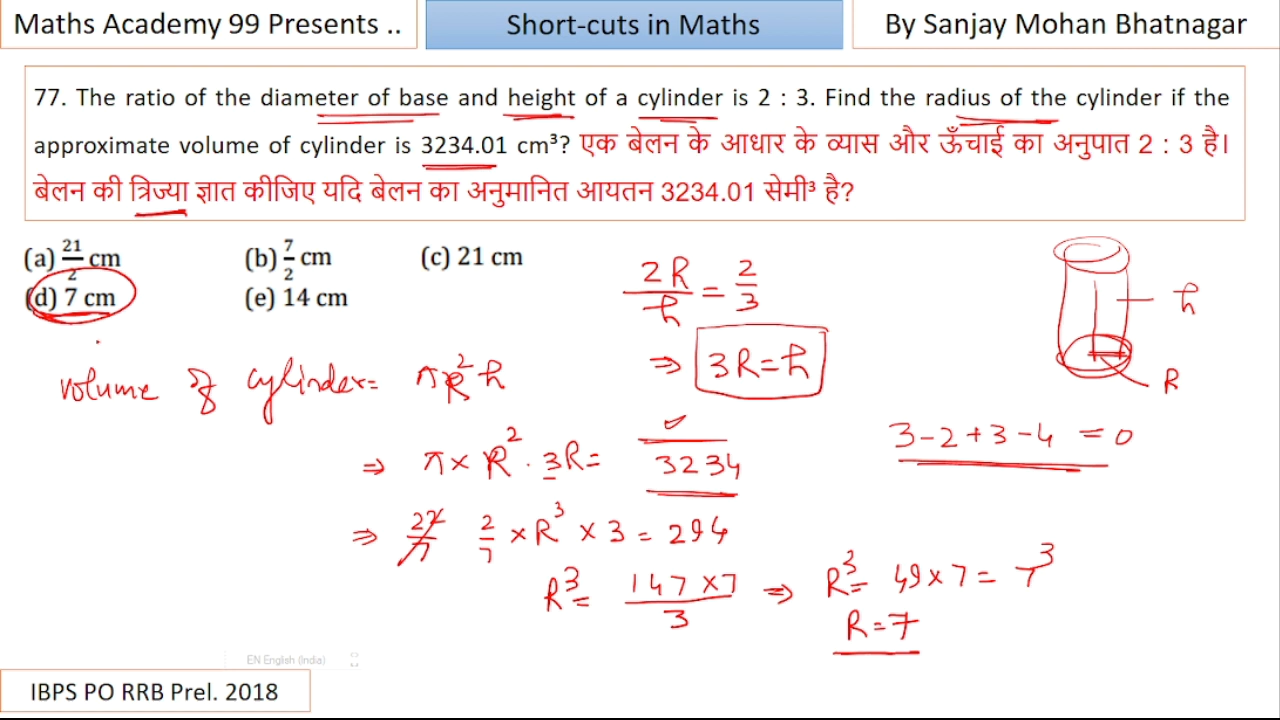 Maths Academy 99 Presents ..
Short-cuts in Maths
By Sanjay Mohan Bhatnagar
77. The ratio of the diameter of base and height of a cylinder is 2 : 3. Find the radius of the cylinder if the
approximate volume of cylinder is 3234.01 cm³? एक बेलन के आधार के व्यास और ऊँचाई का अनुपात 2 : 3 है।
बेलन की त्रिज्या ज्ञात कीजिए यदि बेलन का अनुमानित आयतन 3234.01 सेमी³ है?
(a) 21/2 cm
(b) 7/2 cm
(c) 21 cm
(d) 7 cm
(e) 14 cm
2R/h = 2/3
⇒ 3R = h
h
R
volume of cylinder = πR²h
3-2+3-4 = 0
⇒ π × R² · 3R = 3234
⇒ 22/7 2/7 × R³ × 3 = 294
R³ = 147 × 7/3 ⇒ R³ = 49 × 7 = 7³
R = 7
EN English (India)
IBPS PO RRB Prel. 2018